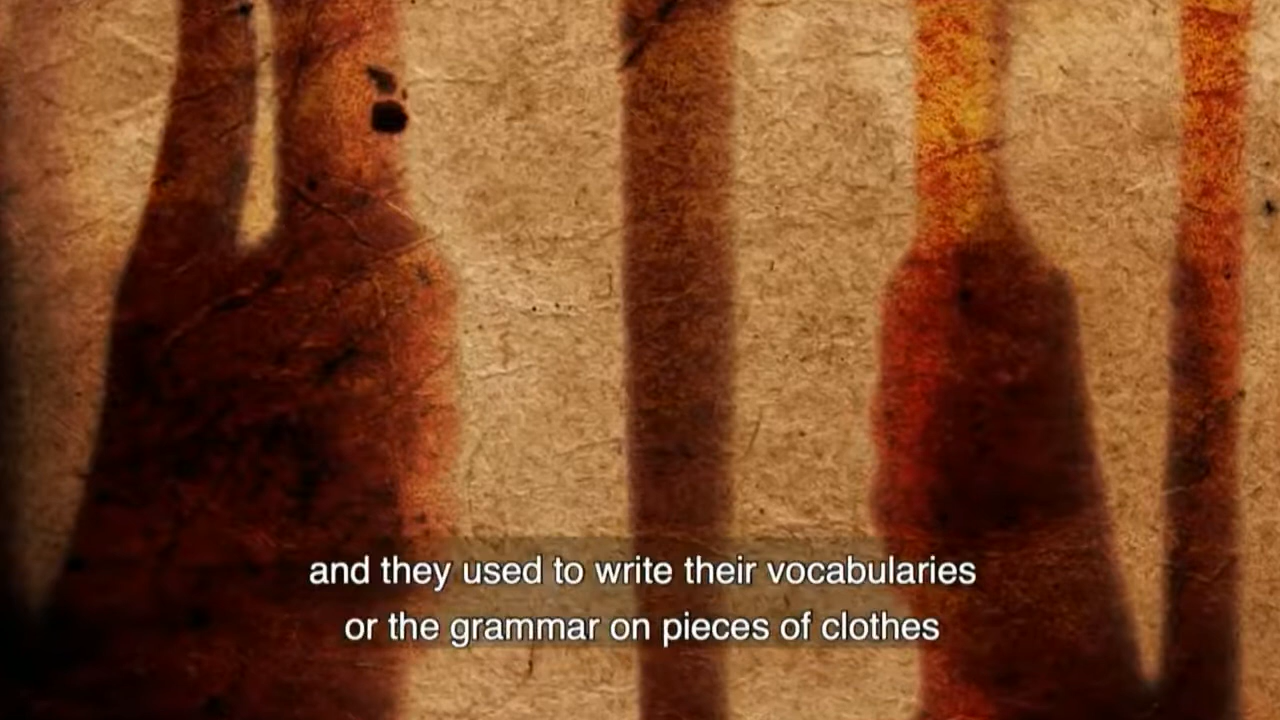 and they used to write their vocabularies
or the grammar on pieces of clothes